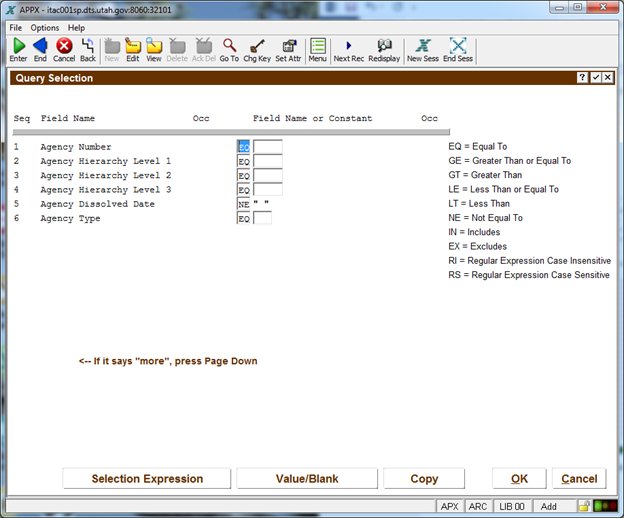 APPX - itac001sp.dts.utah.gov:8060:32101
File Options Help
Enter End Cancel Back New Edit View Delete Ack Del Go To Chg Key Set Attr Menu Next Rec Redisplay New Sess End Sess
Query Selection ?
Seq Field Name Occ Field Name or Constant Occ
1 Agency Number EQ
2 Agency Hierarchy Level 1 EQ
3 Agency Hierarchy Level 2 EQ
4 Agency Hierarchy Level 3 EQ
5 Agency Dissolved Date NE " "
6 Agency Type EQ
EQ = Equal To
GE = Greater Than or Equal To
GT = Greater Than
LE = Less Than or Equal To
LT = Less Than
NE = Not Equal To
IN = Includes
EX = Excludes
RI = Regular Expression Case Insensitive
RS = Regular Expression Case Sensitive
<-- If it says "more", press Page Down
Selection Expression Value/Blank Copy OK Cancel
APX ARC LIB 00 Add